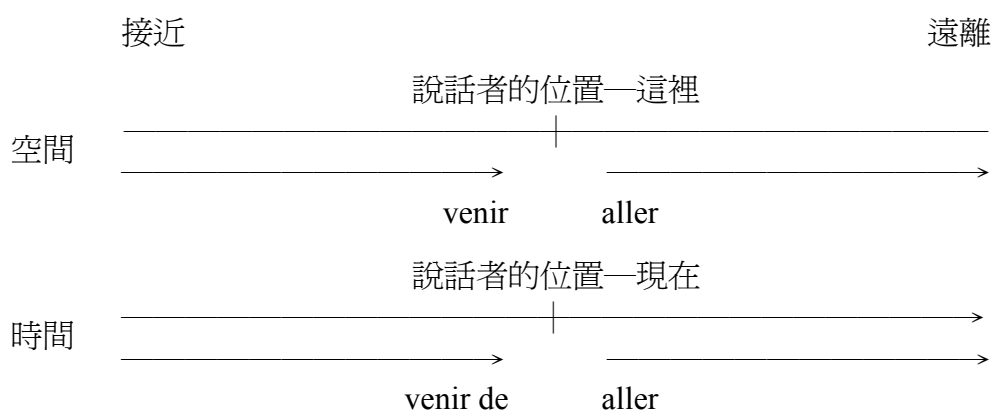 接近 遠離
說話者的位置—這裡
空間
venir aller
說話者的位置—現在
時間
venir de aller